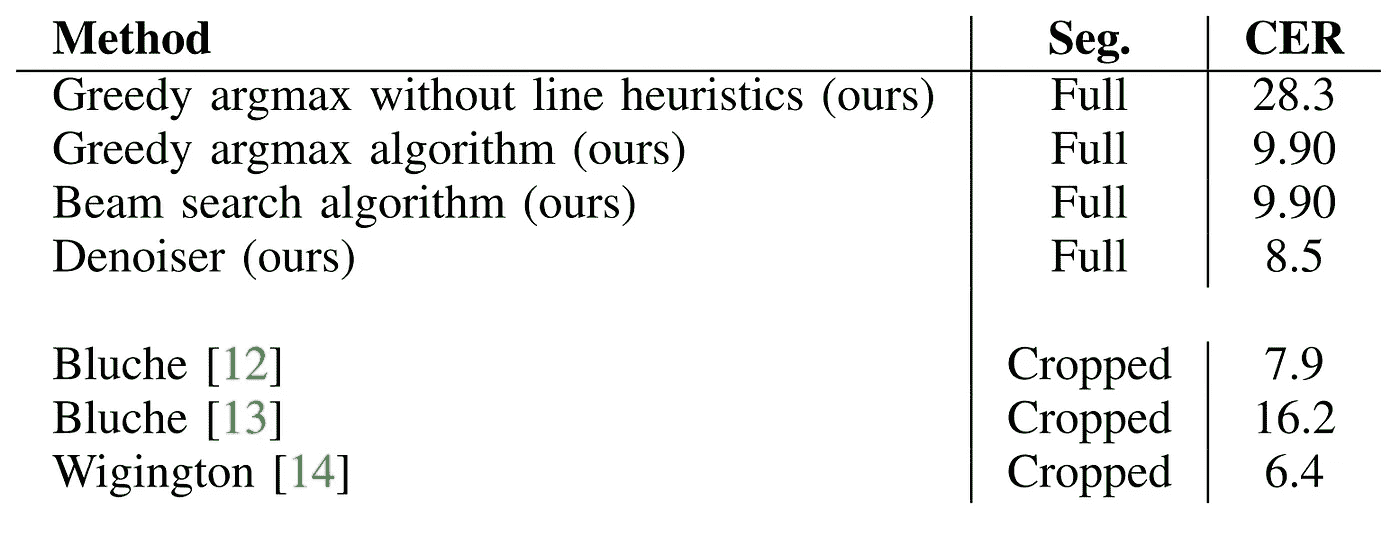 Method Seg. CER
Greedy argmax without line heuristics (ours) Full 28.3
Greedy argmax algorithm (ours) Full 9.90
Beam search algorithm (ours) Full 9.90
Denoiser (ours) Full 8.5
Bluche [12] Cropped 7.9
Bluche [13] Cropped 16.2
Wigington [14] Cropped 6.4